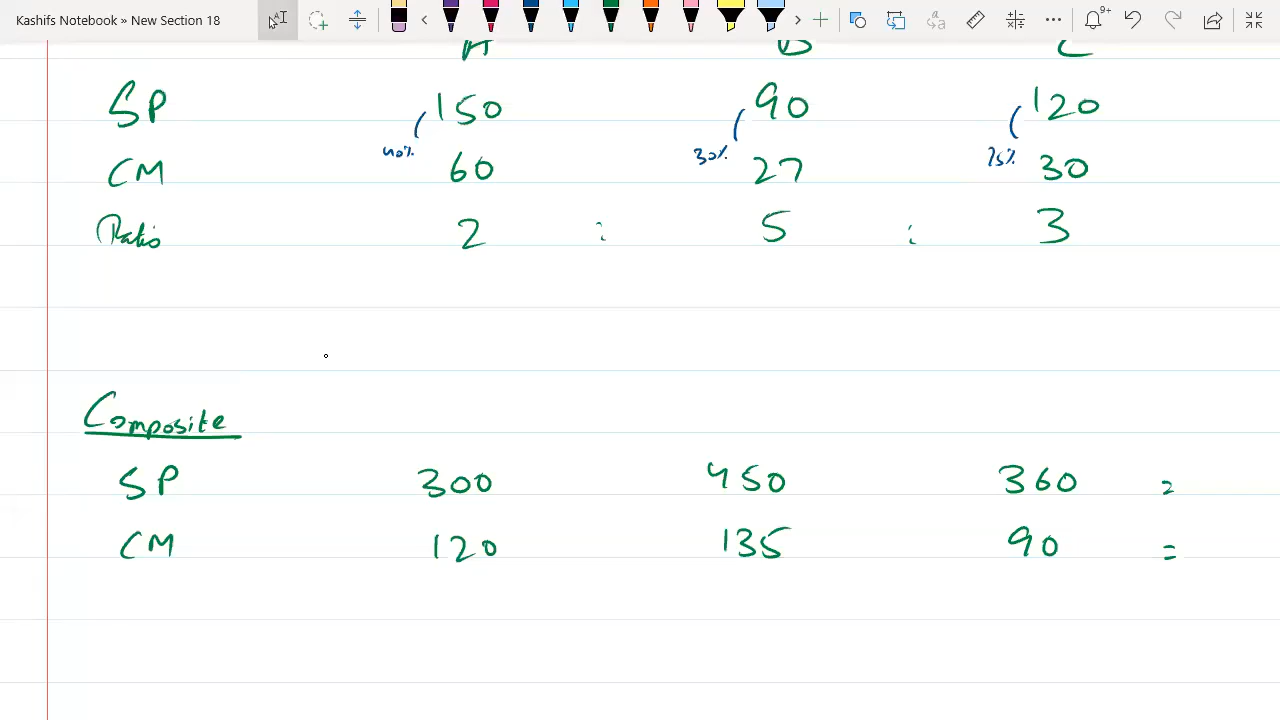 Kashifs Notebook » New Section 18
9+
A B C
SP 150 90 120
40% 30% 25%
CM 60 27 30
Ratio 2 : 5 : 3
Composite
SP 300 450 360 =
CM 120 135 90 =